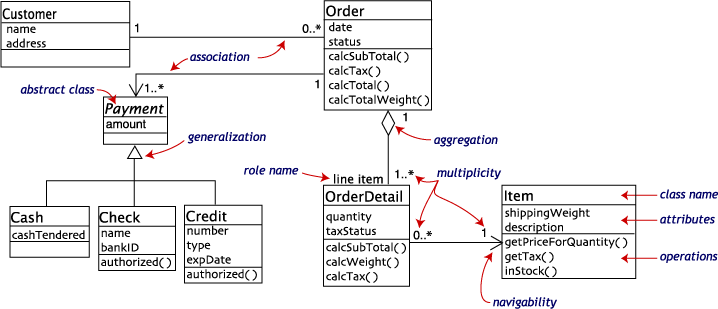 Customer
name
address
1
0..*
Order
date
status
calcSubTotal()
calcTax()
calcTotal()
calcTotalWeight()
association
abstract class
1..*
1
Payment
amount
generalization
1
aggregation
role name
line item
1..*
multiplicity
Cash
cashTendered
Check
name
bankID
authorized()
Credit
number
type
expDate
authorized()
OrderDetail
quantity
taxStatus
calcSubTotal()
calcWeight()
calcTax()
0..*
1
Item
shippingWeight
description
getPriceForQuantity()
getTax()
inStock()
class name
attributes
operations
navigability